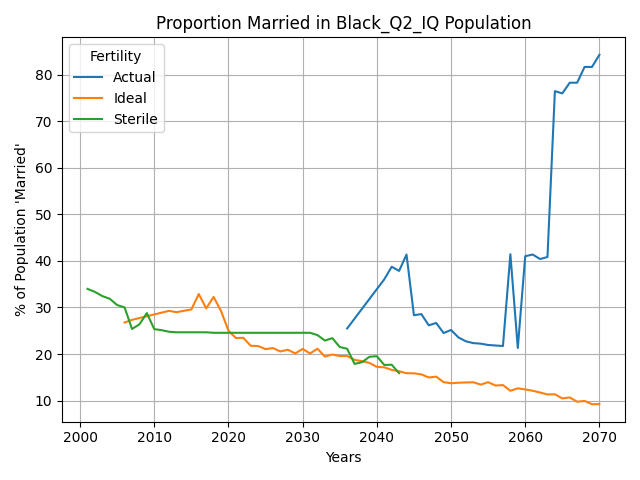 Proportion Married in Black_Q2_IQ Population
% of Population 'Married'
Fertility
Actual
Ideal
Sterile
80
70
60
50
40
30
20
10
2000 2010 2020 2030 2040 2050 2060 2070
Years